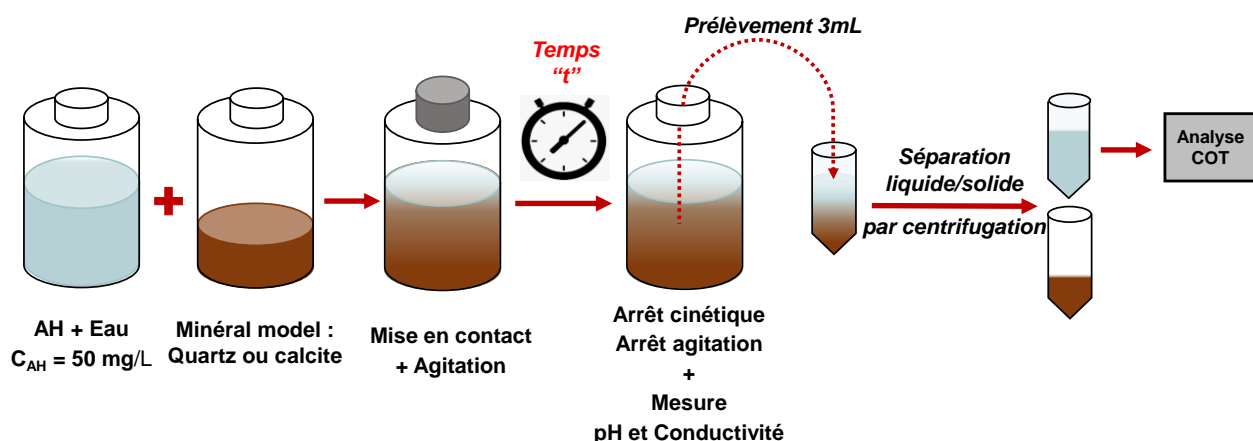 Prélèvement 3mL
Temps
“t”
Analyse
COT
Séparation
liquide/solide
par centrifugation
AH + Eau
CAH = 50 mg/L
Minéral model :
Quartz ou calcite
Mise en contact
+ Agitation
Arrêt cinétique
Arrêt agitation
+
Mesure
pH et Conductivité